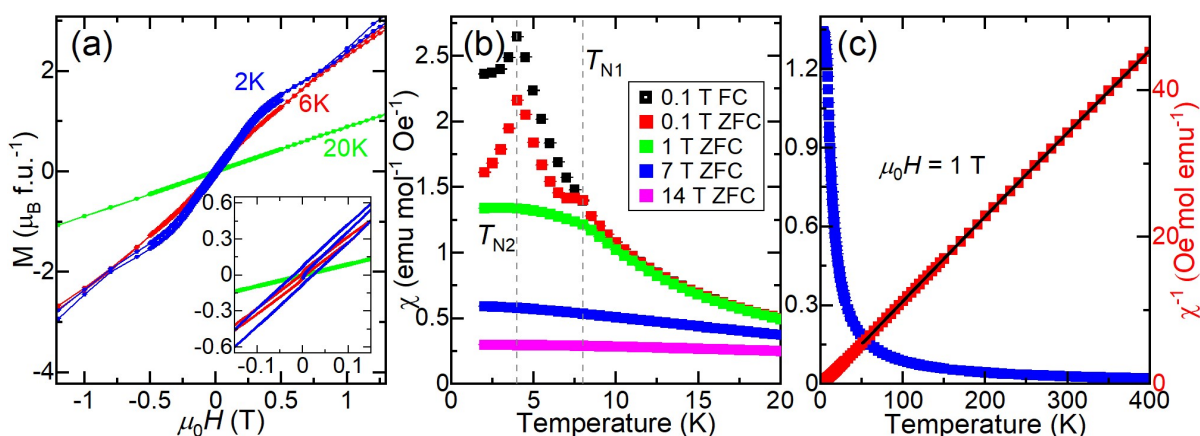 (a)
2K
6K
20K
M (μB f.u.⁻¹)
2
0
-2
-4
-1
-0.5
0
0.5
1
μ₀H (T)
0.6
0.3
0
-0.3
-0.6
-0.1
0
0.1
(b)
TN1
TN2
0.1 T FC
0.1 T ZFC
1 T ZFC
7 T ZFC
14 T ZFC
χ (emu mol⁻¹ Oe⁻¹)
2.5
2.0
1.5
1.0
0.5
0.0
0
5
10
15
20
Temperature (K)
(c)
μ₀H = 1 T
1.2
0.9
0.6
0.3
0.0
0
100
200
300
400
Temperature (K)
40
20
0
χ⁻¹ (Oe mol emu⁻¹)